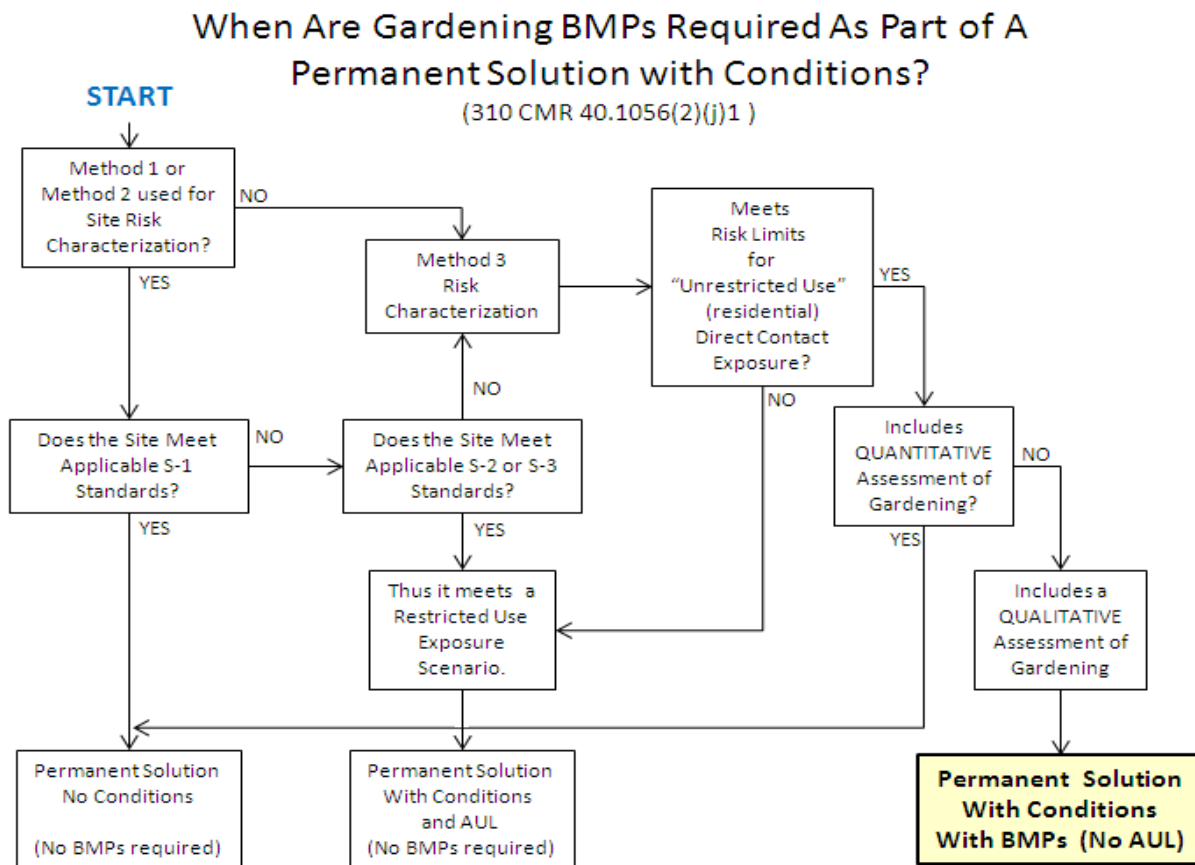 When Are Gardening BMPs Required As Part of A
Permanent Solution with Conditions?
(310 CMR 40.1056(2)(j)1 )
START
Method 1 or
Method 2 used for
Site Risk
Characterization?
NO
YES
Method 3
Risk
Characterization
Meets
Risk Limits
for
“Unrestricted Use”
(residential)
Direct Contact
Exposure?
YES
NO
NO
Does the Site Meet
Applicable S-1
Standards?
NO
YES
Does the Site Meet
Applicable S-2 or S-3
Standards?
YES
Includes
QUANTITATIVE
Assessment of
Gardening?
NO
YES
Thus it meets a
Restricted Use
Exposure
Scenario.
Includes a
QUALITATIVE
Assessment of
Gardening
Permanent Solution
No Conditions
(No BMPs required)
Permanent Solution
With Conditions
and AUL
(No BMPs required)
Permanent Solution
With Conditions
With BMPs (No AUL)